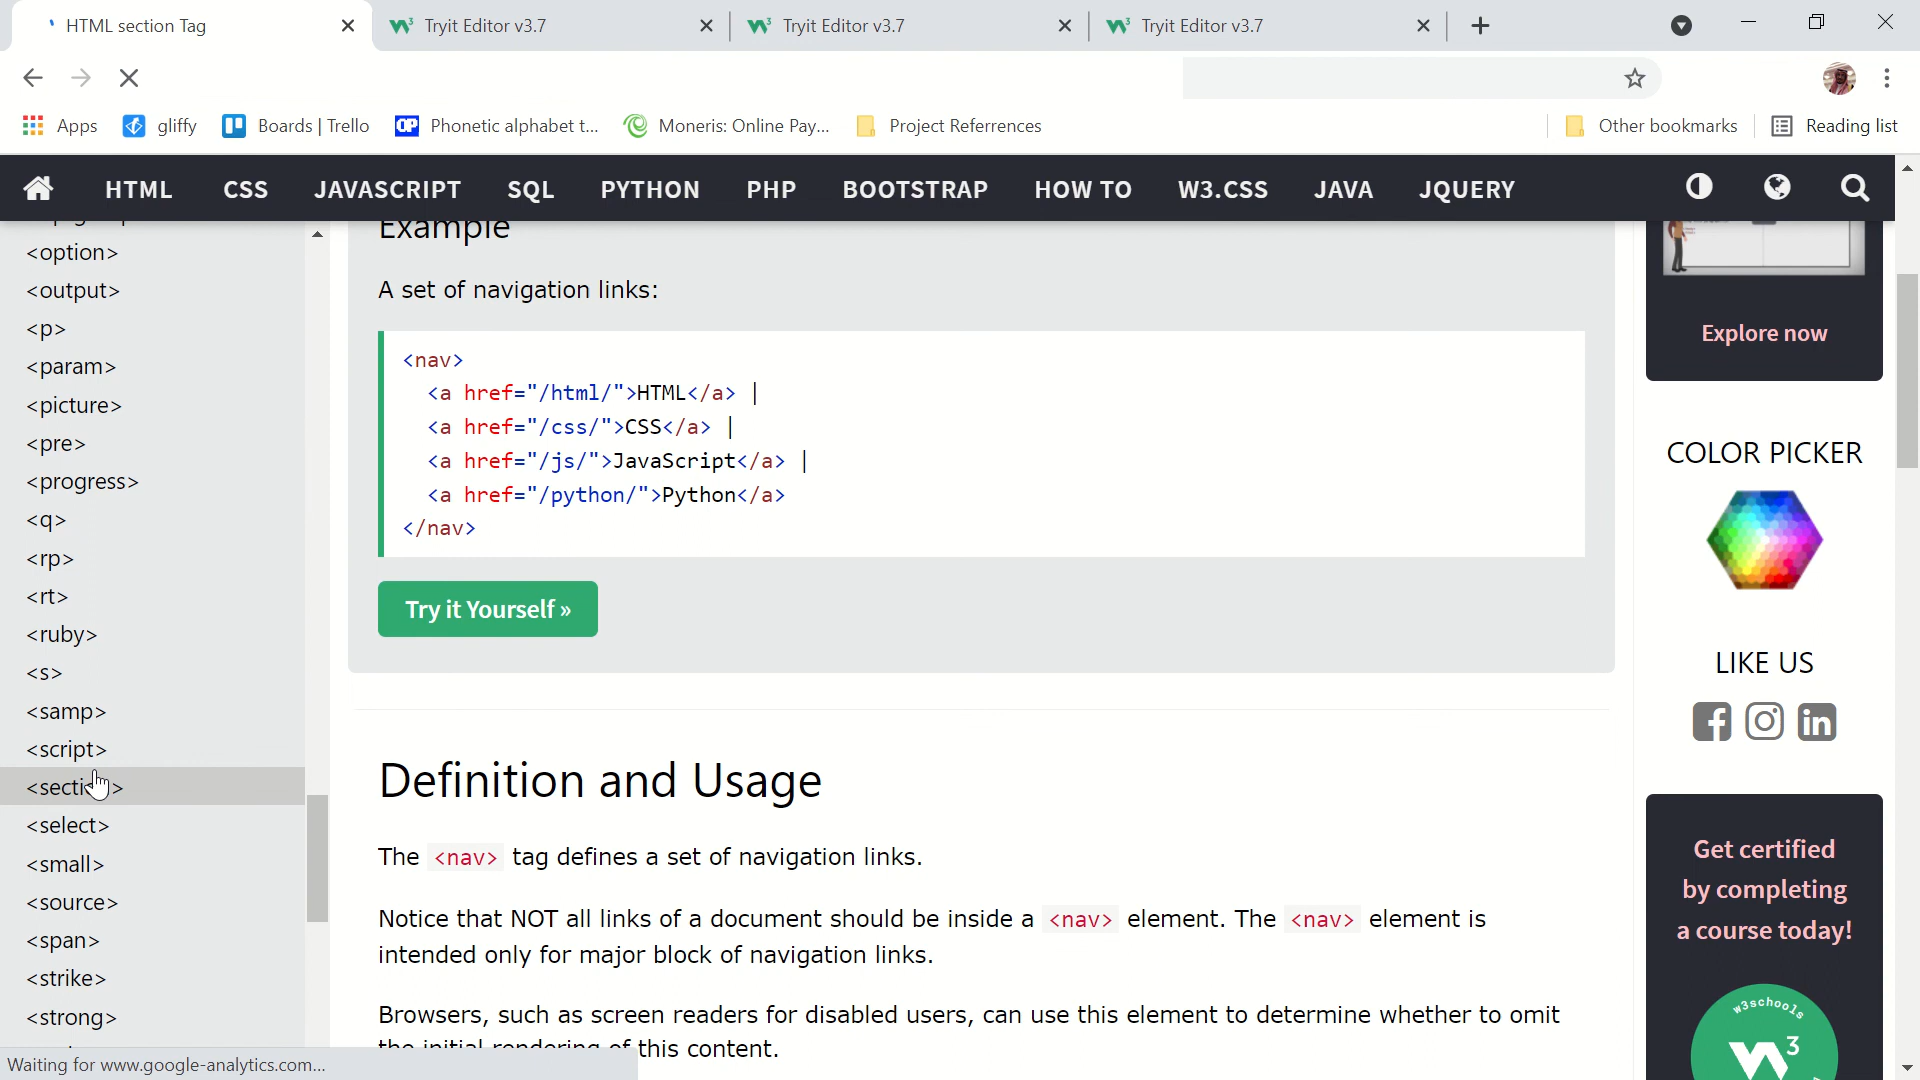 HTML section Tag
Tryit Editor v3.7
Tryit Editor v3.7
Tryit Editor v3.7
Apps
gliffy
Boards | Trello
OP Phonetic alphabet t...
Moneris: Online Pay...
Project Referrences
Other bookmarks
Reading list
HTML CSS JAVASCRIPT SQL PYTHON PHP BOOTSTRAP HOW TO W3.CSS JAVA JQUERY
<option>
<output>
<p>
<param>
<picture>
<pre>
<progress>
<q>
<rp>
<rt>
<ruby>
<s>
<samp>
<script>
<select>
<small>
<source>
<span>
<strike>
<strong>
Example
A set of navigation links:
<nav>
<a href="/html/">HTML</a> |
<a href="/css/">CSS</a> |
<a href="/js/">JavaScript</a> |
<a href="/python/">Python</a>
</nav>
Try it Yourself »
Definition and Usage
The <nav> tag defines a set of navigation links.
Notice that NOT all links of a document should be inside a <nav> element. The <nav> element is
intended only for major block of navigation links.
Browsers, such as screen readers for disabled users, can use this element to determine whether to omit
the initial rendering of this content.
Explore now
COLOR PICKER
LIKE US
Get certified
by completing
a course today!
w3schools
W3
Waiting for www.google-analytics.com...